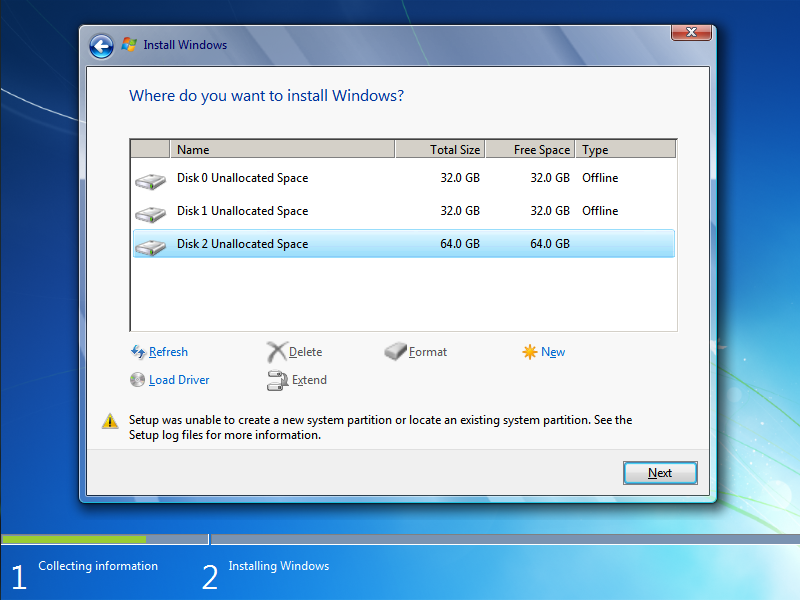 Install Windows
Where do you want to install Windows?
Name Total Size Free Space Type
Disk 0 Unallocated Space 32.0 GB 32.0 GB Offline
Disk 1 Unallocated Space 32.0 GB 32.0 GB Offline
Disk 2 Unallocated Space 64.0 GB 64.0 GB
Refresh Delete Format New
Load Driver Extend
Setup was unable to create a new system partition or locate an existing system partition. See the
Setup log files for more information.
Next
1 Collecting information 2 Installing Windows